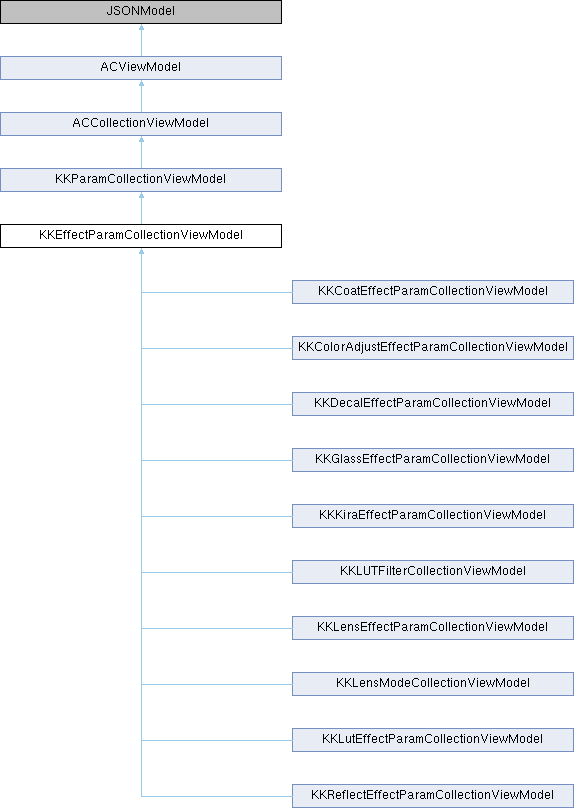 JSONModel
ACViewModel
ACCollectionViewModel
KKParamCollectionViewModel
KKEffectParamCollectionViewModel
KKCoatEffectParamCollectionViewModel
KKColorAdjustEffectParamCollectionViewModel
KKDecalEffectParamCollectionViewModel
KKGlassEffectParamCollectionViewModel
KKKiraEffectParamCollectionViewModel
KKLUTFilterCollectionViewModel
KKLensEffectParamCollectionViewModel
KKLensModeCollectionViewModel
KKLutEffectParamCollectionViewModel
KKReflectEffectParamCollectionViewModel